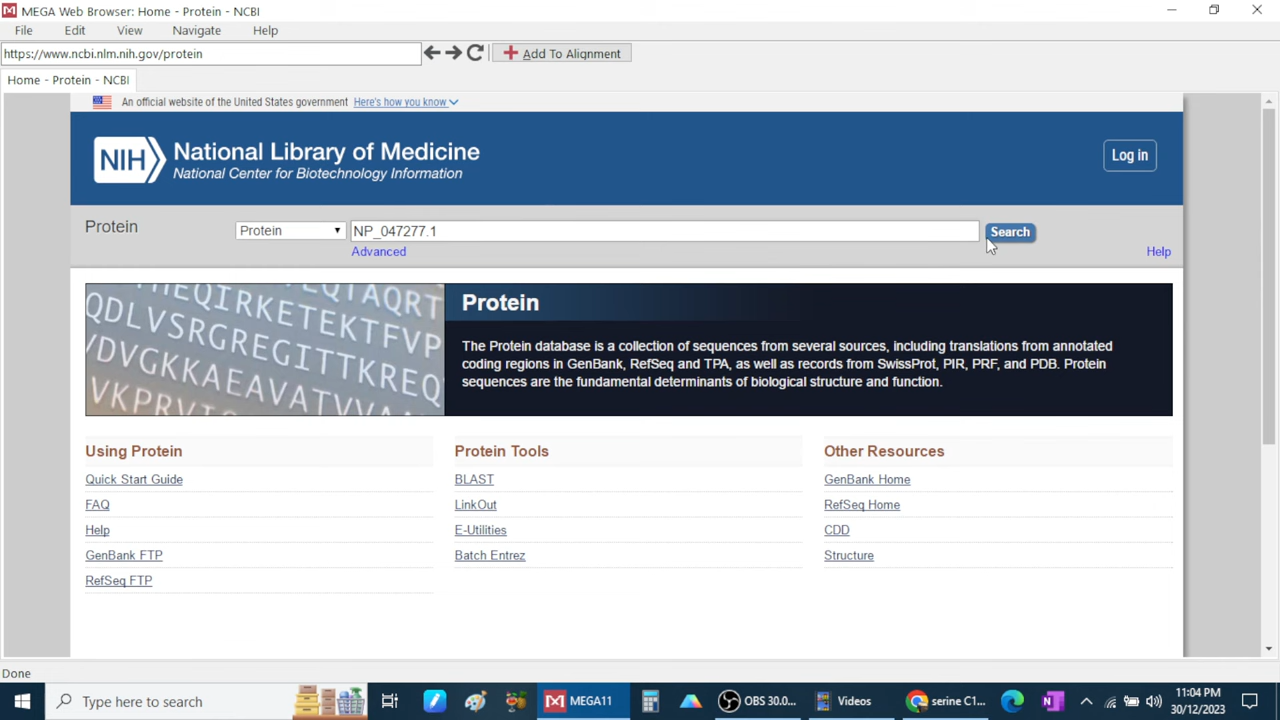 MEGA Web Browser: Home - Protein - NCBI
File Edit View Navigate Help
https://www.ncbi.nlm.nih.gov/protein
Add To Alignment
Home - Protein - NCBI
An official website of the United States government Here's how you know
NIH National Library of Medicine
National Center for Biotechnology Information
Log in
Protein Protein NP_047277.1 Search
Advanced Help
QDLVSRGREGITTKREQ
VDVGKKAEAVATVVA
Protein
The Protein database is a collection of sequences from several sources, including translations from annotated
coding regions in GenBank, RefSeq and TPA, as well as records from SwissProt, PIR, PRF, and PDB. Protein
sequences are the fundamental determinants of biological structure and function.
Using Protein Protein Tools Other Resources
Quick Start Guide BLAST GenBank Home
FAQ LinkOut RefSeq Home
Help E-Utilities CDD
GenBank FTP Batch Entrez Structure
RefSeq FTP
Done
Type here to search MEGA11 OBS 30.0... Videos serine C1... 11:04 PM
30/12/2023